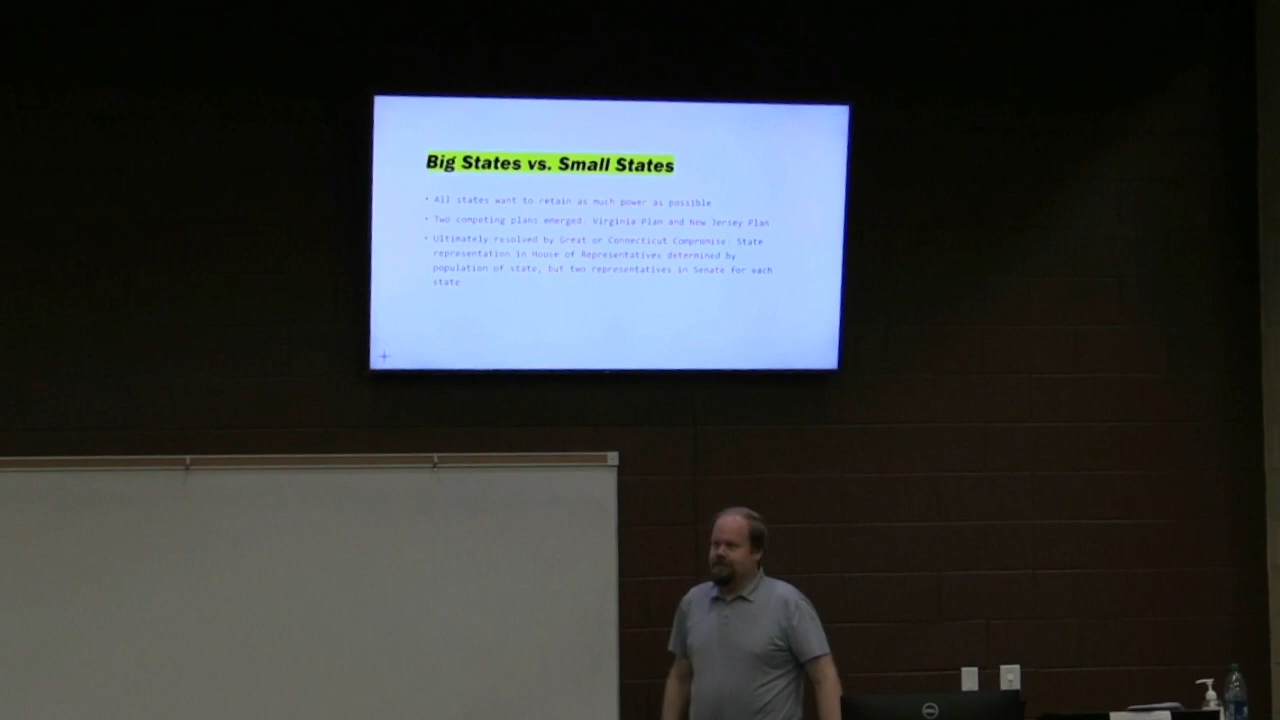 Big States vs. Small States
• All states want to retain as much power as possible
• Two competing plans emerged: Virginia Plan and New Jersey Plan
• Ultimately resolved by Great or Connecticut Compromise: State
representation in House of Representatives determined by
population of state, but two representatives in Senate for each
state
DELL